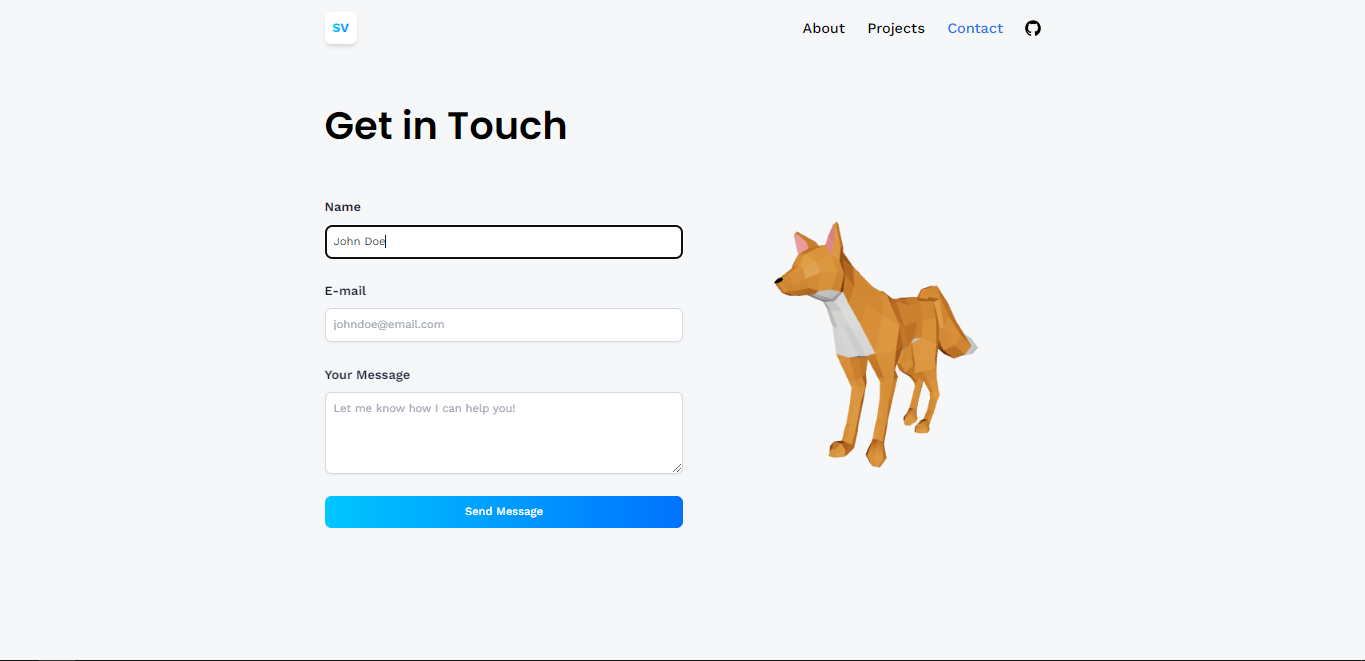 SV
About Projects Contact
Get in Touch
Name
John Doe
E-mail
johndoe@email.com
Your Message
Let me know how I can help you!
Send Message